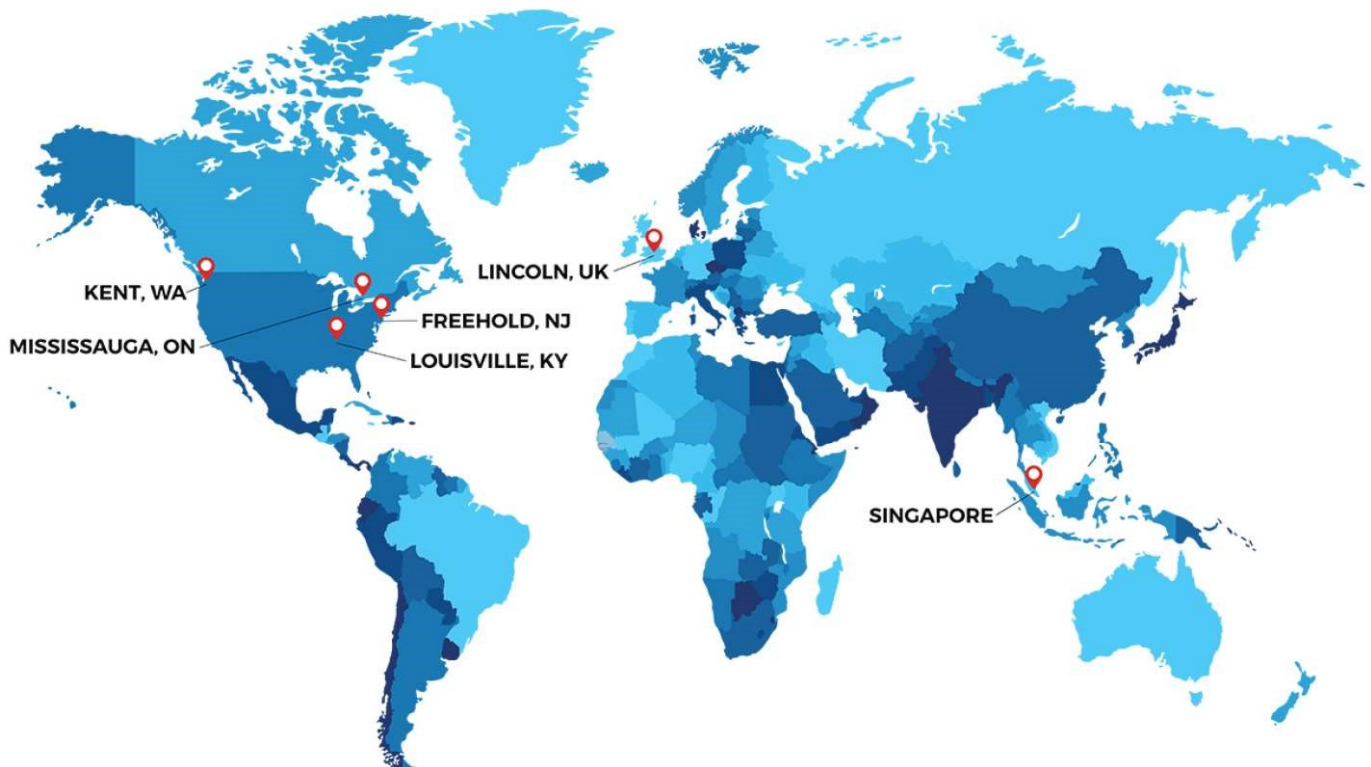 LINCOLN, UK
KENT, WA
FREEHOLD, NJ
MISSISSAUGA, ON
LOUISVILLE, KY
SINGAPORE